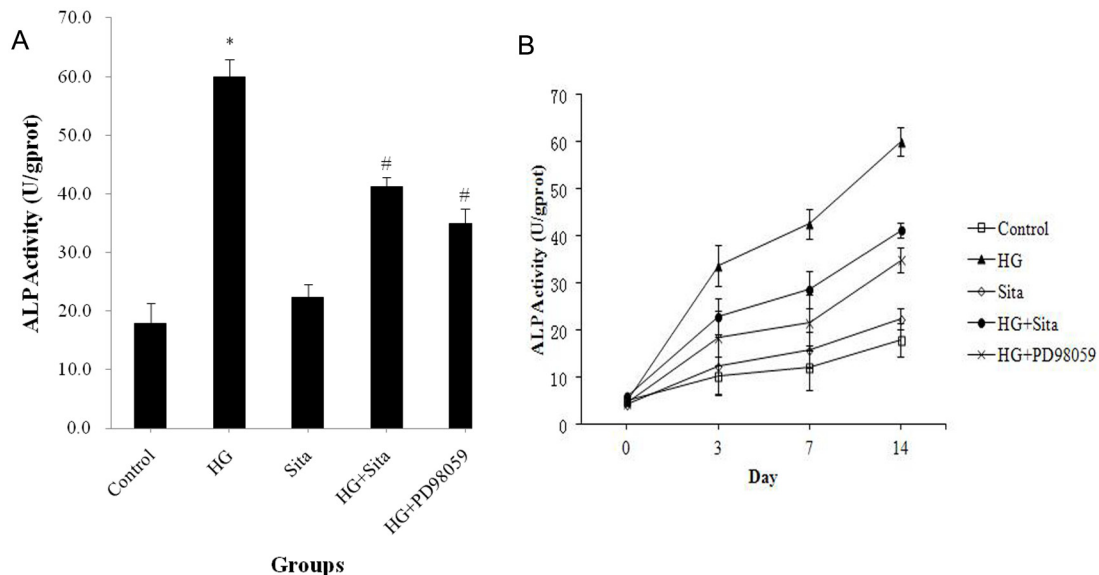 A
ALP Activity (U/gprot)
70.0
60.0
50.0
40.0
30.0
20.0
10.0
0.0
*
#
#
Control
HG
Sita
HG+Sita
HG+PD98059
Groups
B
ALPActivity (U/gprot)
70
60
50
40
30
20
10
0
0 3 7 14
Day
Control
HG
Sita
HG+Sita
HG+PD98059